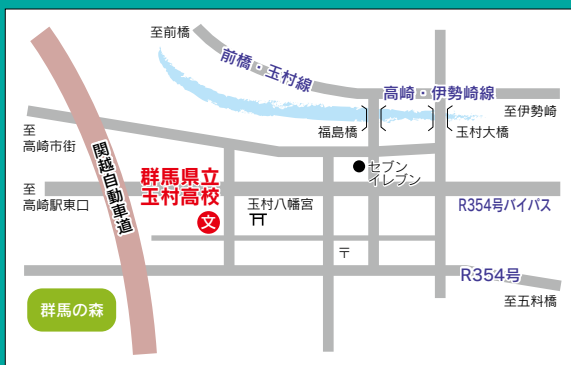 至前橋
前橋・玉村線
高崎・伊勢崎線
至伊勢崎
福島橋
玉村大橋
至
高崎市街
セブン
イレブン
関越自動車道
群馬県立
玉村高校
文
至
高崎駅東口
玉村八幡宮
R354号バイパス
〒
R354号
至五料橋
群馬の森